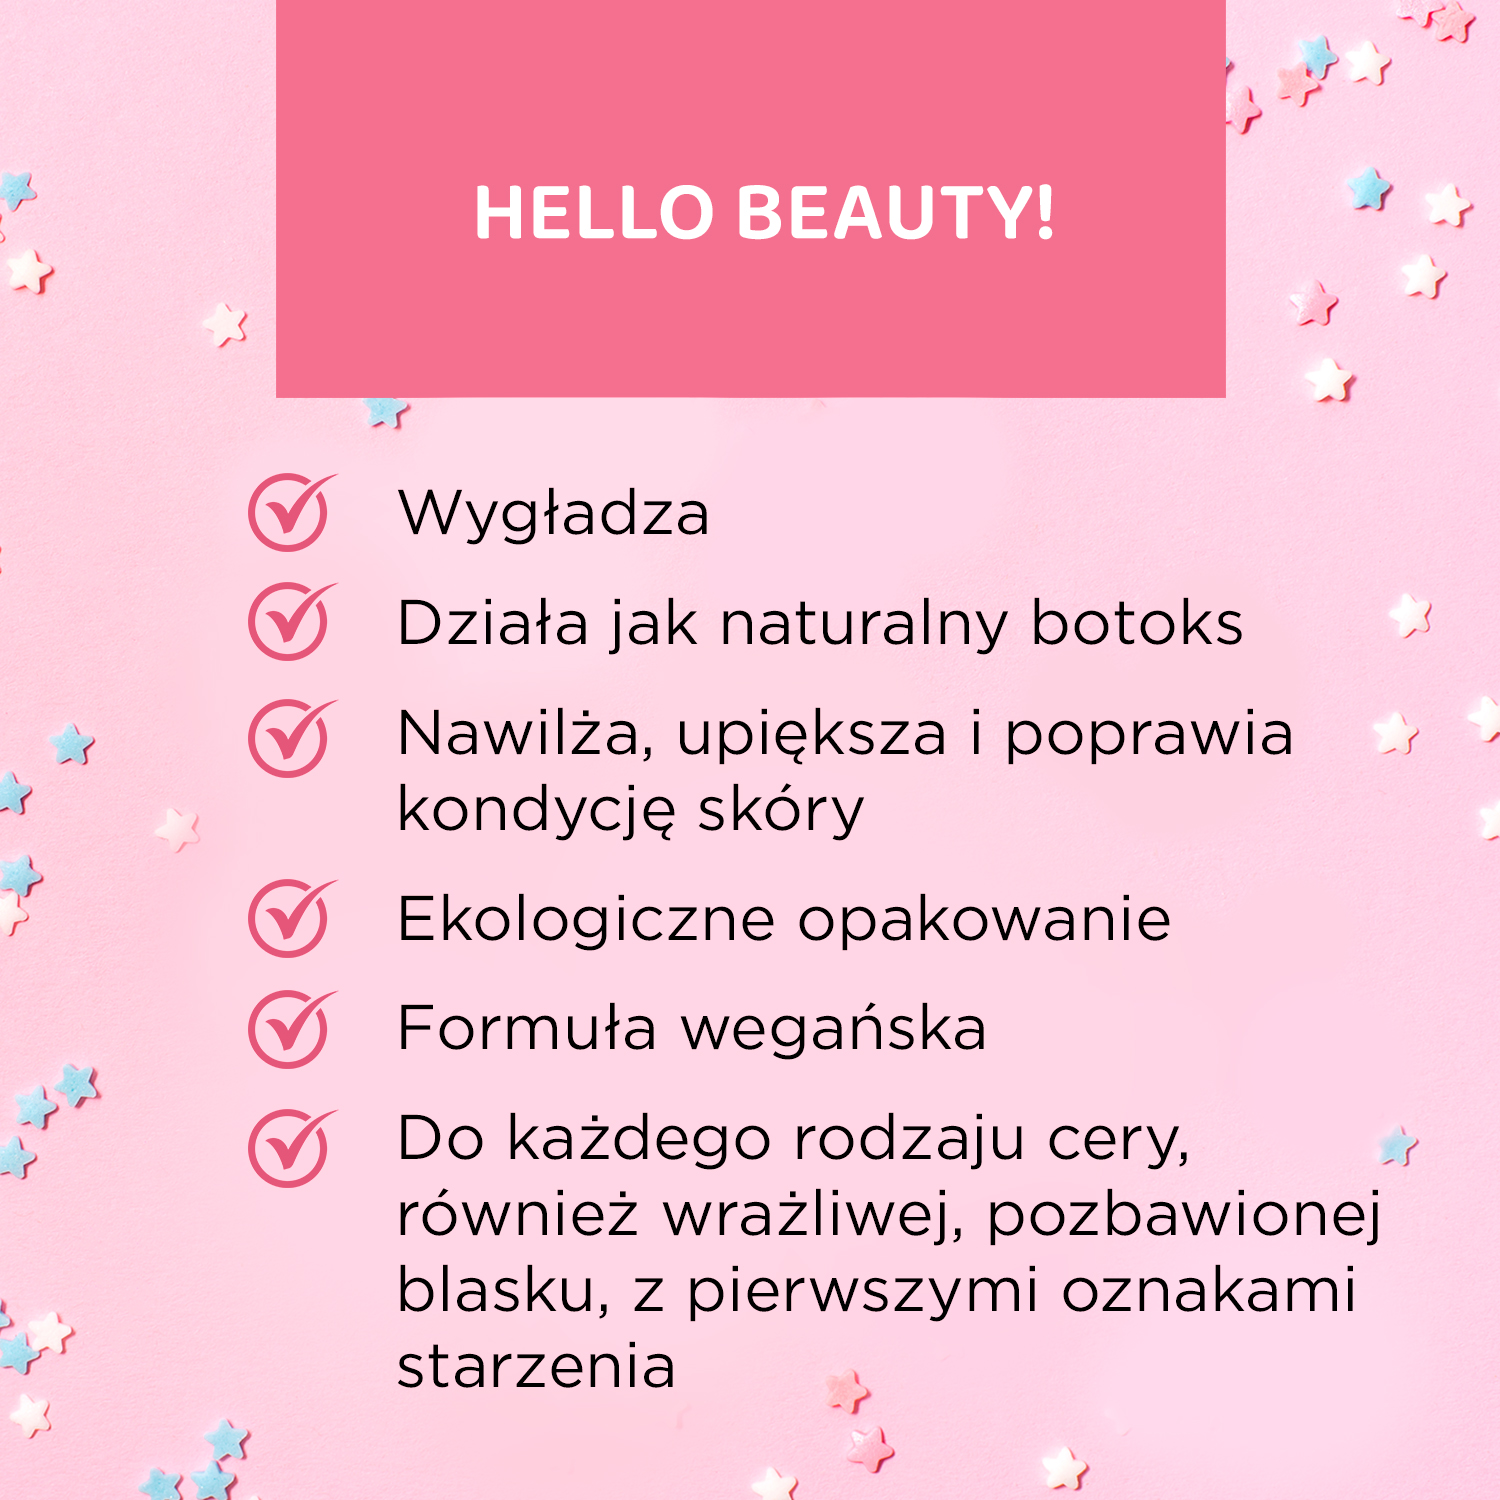 HELLO BEAUTY!
Wygładza
Działa jak naturalny botoks
Nawilża, upiększa i poprawia
kondycję skóry
Ekologiczne opakowanie
Formuła wegańska
Do każdego rodzaju cery,
również wrażliwej, pozbawionej
blasku, z pierwszymi oznakami
starzenia